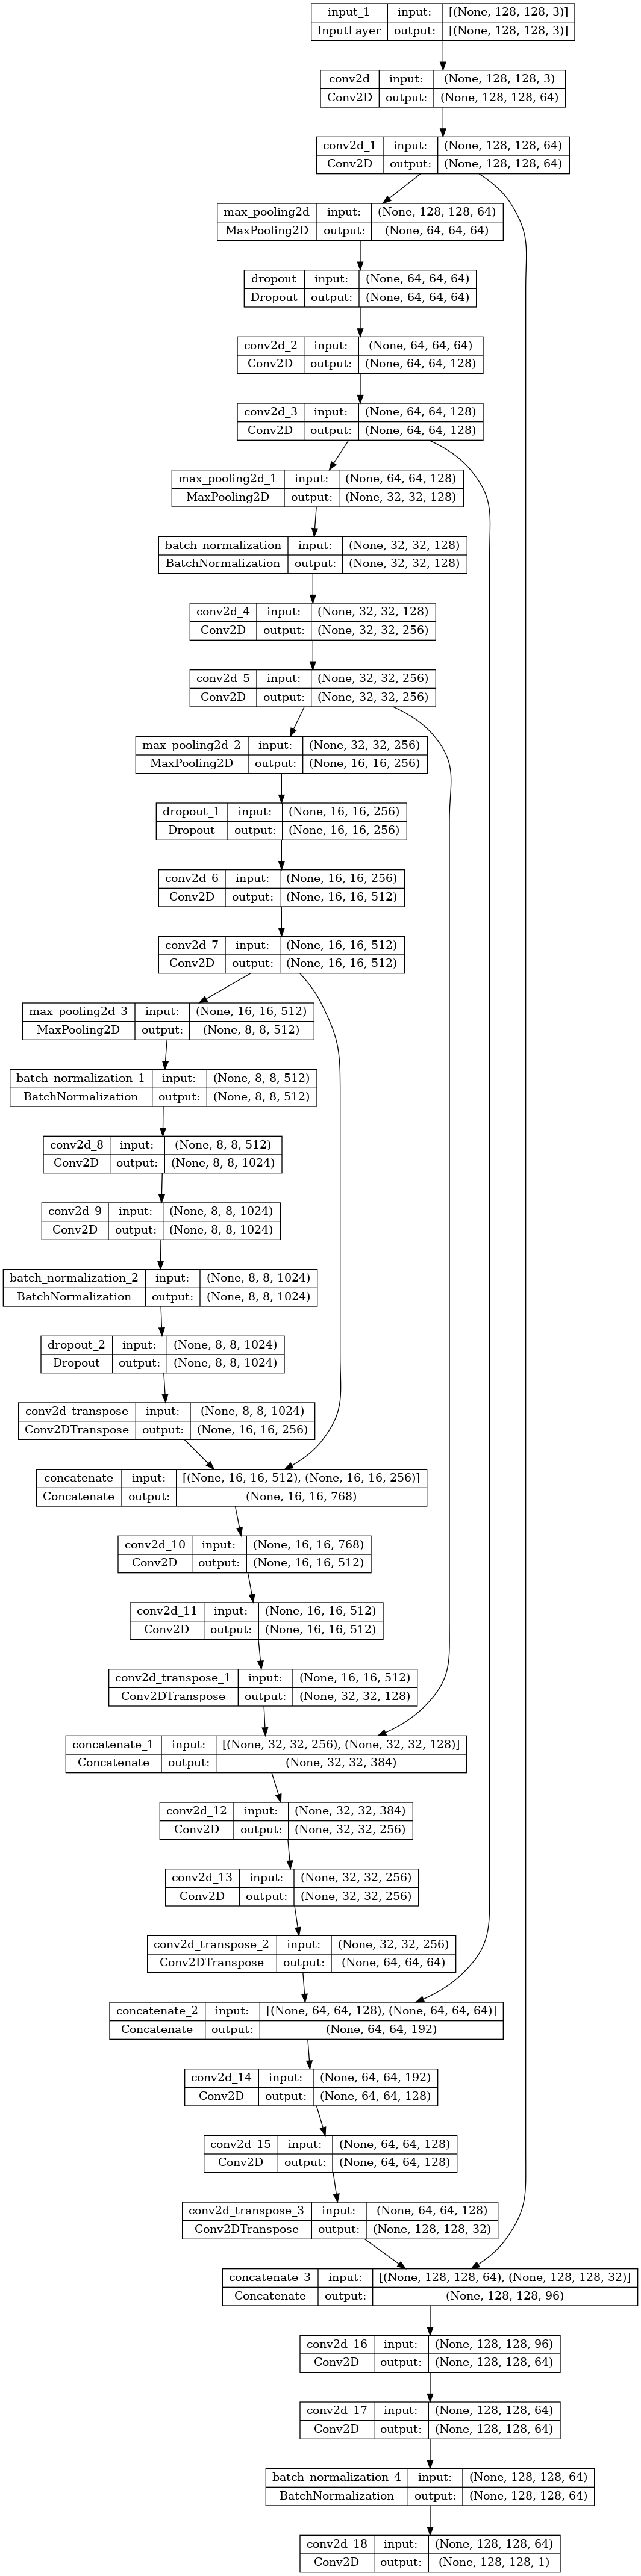 input_1 input: [(None, 128, 128, 3)]
InputLayer output: [(None, 128, 128, 3)]
conv2d input: (None, 128, 128, 3)
Conv2D output: (None, 128, 128, 64)
conv2d_1 input: (None, 128, 128, 64)
Conv2D output: (None, 128, 128, 64)
max_pooling2d input: (None, 128, 128, 64)
MaxPooling2D output: (None, 64, 64, 64)
dropout input: (None, 64, 64, 64)
Dropout output: (None, 64, 64, 64)
conv2d_2 input: (None, 64, 64, 64)
Conv2D output: (None, 64, 64, 128)
conv2d_3 input: (None, 64, 64, 128)
Conv2D output: (None, 64, 64, 128)
max_pooling2d_1 input: (None, 64, 64, 128)
MaxPooling2D output: (None, 32, 32, 128)
batch_normalization input: (None, 32, 32, 128)
BatchNormalization output: (None, 32, 32, 128)
conv2d_4 input: (None, 32, 32, 128)
Conv2D output: (None, 32, 32, 256)
conv2d_5 input: (None, 32, 32, 256)
Conv2D output: (None, 32, 32, 256)
max_pooling2d_2 input: (None, 32, 32, 256)
MaxPooling2D output: (None, 16, 16, 256)
dropout_1 input: (None, 16, 16, 256)
Dropout output: (None, 16, 16, 256)
conv2d_6 input: (None, 16, 16, 256)
Conv2D output: (None, 16, 16, 512)
conv2d_7 input: (None, 16, 16, 512)
Conv2D output: (None, 16, 16, 512)
max_pooling2d_3 input: (None, 16, 16, 512)
MaxPooling2D output: (None, 8, 8, 512)
batch_normalization_1 input: (None, 8, 8, 512)
BatchNormalization output: (None, 8, 8, 512)
conv2d_8 input: (None, 8, 8, 512)
Conv2D output: (None, 8, 8, 1024)
conv2d_9 input: (None, 8, 8, 1024)
Conv2D output: (None, 8, 8, 1024)
batch_normalization_2 input: (None, 8, 8, 1024)
BatchNormalization output: (None, 8, 8, 1024)
dropout_2 input: (None, 8, 8, 1024)
Dropout output: (None, 8, 8, 1024)
conv2d_transpose input: (None, 8, 8, 1024)
Conv2DTranspose output: (None, 16, 16, 256)
concatenate input: [(None, 16, 16, 512), (None, 16, 16, 256)]
Concatenate output: (None, 16, 16, 768)
conv2d_10 input: (None, 16, 16, 768)
Conv2D output: (None, 16, 16, 512)
conv2d_11 input: (None, 16, 16, 512)
Conv2D output: (None, 16, 16, 512)
conv2d_transpose_1 input: (None, 16, 16, 512)
Conv2DTranspose output: (None, 32, 32, 128)
concatenate_1 input: [(None, 32, 32, 256), (None, 32, 32, 128)]
Concatenate output: (None, 32, 32, 384)
conv2d_12 input: (None, 32, 32, 384)
Conv2D output: (None, 32, 32, 256)
conv2d_13 input: (None, 32, 32, 256)
Conv2D output: (None, 32, 32, 256)
conv2d_transpose_2 input: (None, 32, 32, 256)
Conv2DTranspose output: (None, 64, 64, 64)
concatenate_2 input: [(None, 64, 64, 128), (None, 64, 64, 64)]
Concatenate output: (None, 64, 64, 192)
conv2d_14 input: (None, 64, 64, 192)
Conv2D output: (None, 64, 64, 128)
conv2d_15 input: (None, 64, 64, 128)
Conv2D output: (None, 64, 64, 128)
conv2d_transpose_3 input: (None, 64, 64, 128)
Conv2DTranspose output: (None, 128, 128, 32)
concatenate_3 input: [(None, 128, 128, 64), (None, 128, 128, 32)]
Concatenate output: (None, 128, 128, 96)
conv2d_16 input: (None, 128, 128, 96)
Conv2D output: (None, 128, 128, 64)
conv2d_17 input: (None, 128, 128, 64)
Conv2D output: (None, 128, 128, 64)
batch_normalization_4 input: (None, 128, 128, 64)
BatchNormalization output: (None, 128, 128, 64)
conv2d_18 input: (None, 128, 128, 64)
Conv2D output: (None, 128, 128, 1)